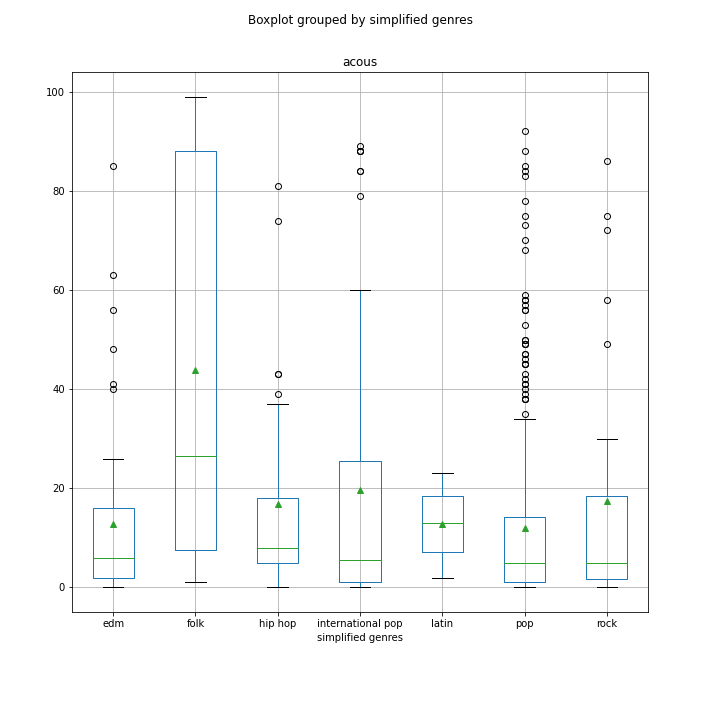 Boxplot grouped by simplified genres
acous
100
80
60
40
20
0
edm folk hip hop international pop latin pop rock
simplified genres